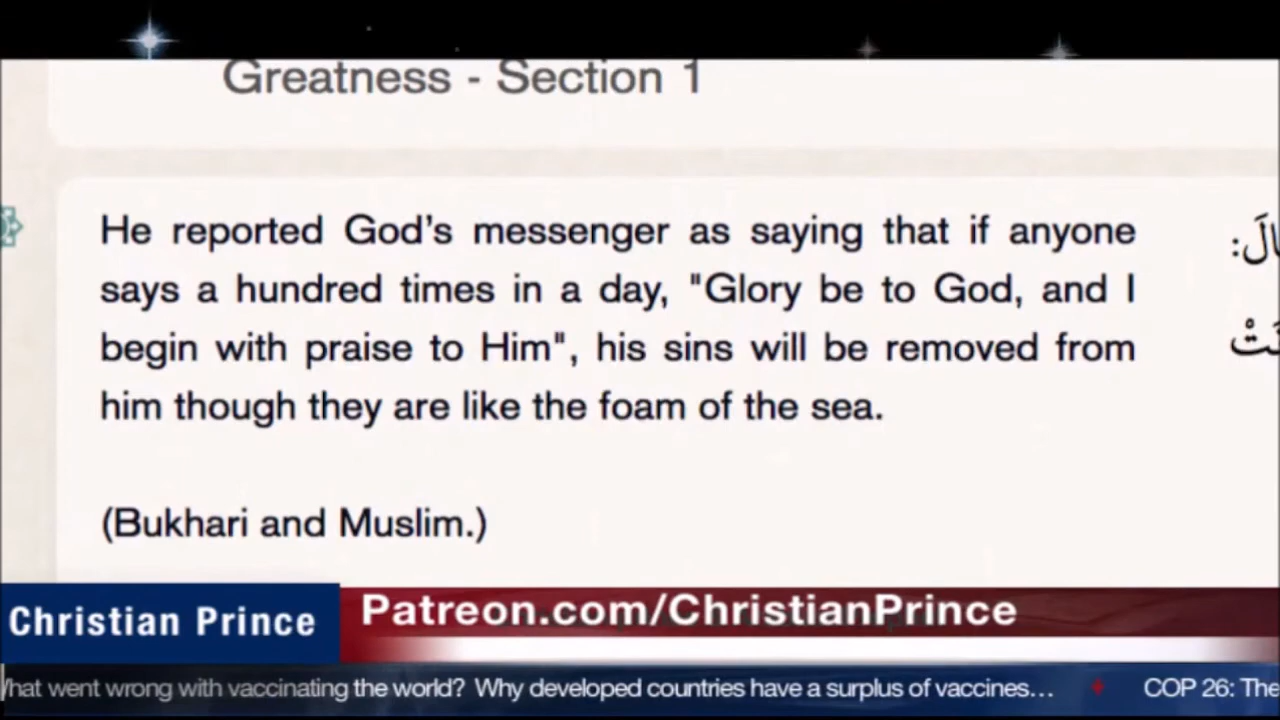 Greatness - Section 1
He reported God's messenger as saying that if anyone
says a hundred times in a day, "Glory be to God, and I
begin with praise to Him", his sins will be removed from
him though they are like the foam of the sea.
(Bukhari and Muslim.)
Christian Prince
Patreon.com/ChristianPrince
went wrong with vaccinating the world? Why developed countries have a surplus of vaccines... COP 26: The